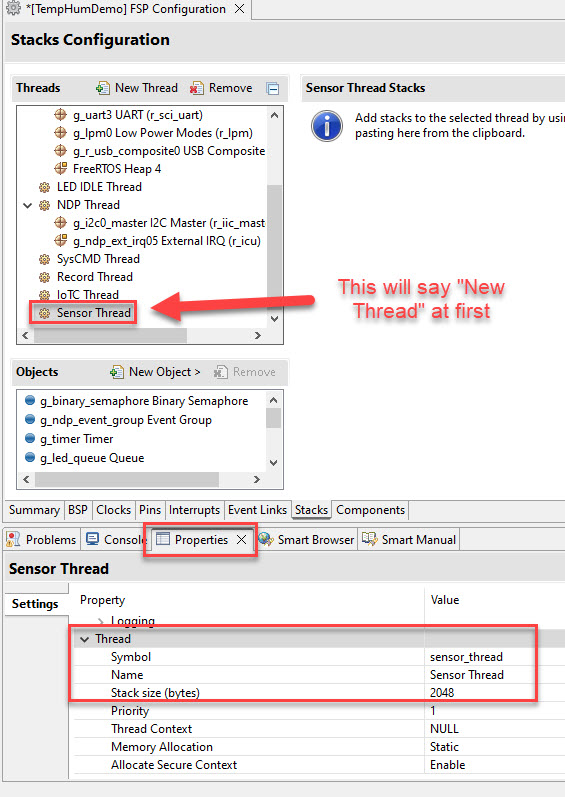 *[TempHumDemo] FSP Configuration
Stacks Configuration
Threads New Thread Remove
g_uart3 UART (r_sci_uart)
g_lpm0 Low Power Modes (r_lpm)
g_r_usb_composite0 USB Composite
FreeRTOS Heap 4
LED IDLE Thread
NDP Thread
g_i2c0_master I2C Master (r_iic_mast
g_ndp_ext_irq05 External IRQ (r_icu)
SysCMD Thread
Record Thread
IoTC Thread
Sensor Thread
Sensor Thread Stacks
Add stacks to the selected thread by usin
pasting here from the clipboard.
This will say "New
Thread" at first
Objects New Object > Remove
g_binary_semaphore Binary Semaphore
g_ndp_event_group Event Group
g_timer Timer
g_led_queue Queue
Summary BSP Clocks Pins Interrupts Event Links Stacks Components
Problems Console Properties Smart Browser Smart Manual
Sensor Thread
Settings
Property Value
Logging
Thread
Symbol sensor_thread
Name Sensor Thread
Stack size (bytes) 2048
Priority 1
Thread Context NULL
Memory Allocation Static
Allocate Secure Context Enable